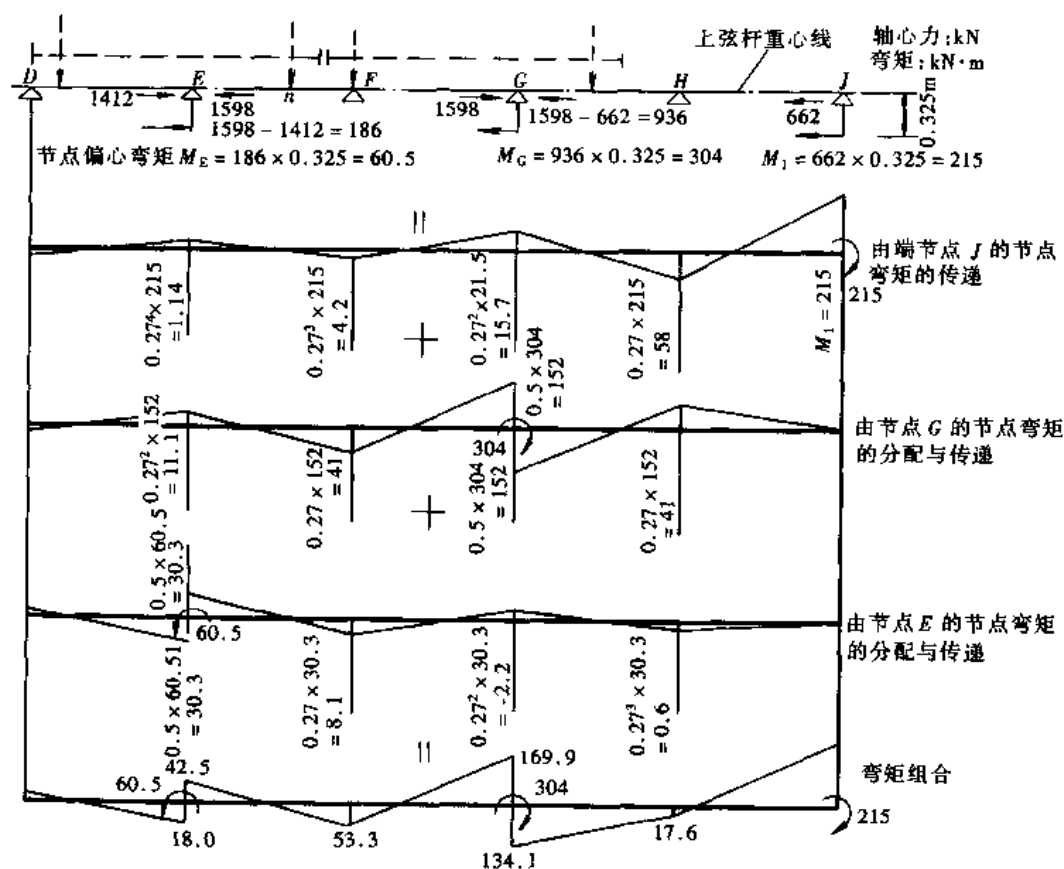 上弦杆重心线
轴心力:kN
弯矩:kN·m
D
E
n
F
G
H
J
1412
1598
1598
662
0.325m
1598-1412=186
1598-662=936
节点偏心弯矩 M_E=186×0.325=60.5
M_G=936×0.325=304
M_1=662×0.325=215
由端节点 J 的节点
弯矩的传递
0.27⁴×215
=1.14
0.27³×215
=4.2
0.27²×21.5
=15.7
0.27×215
=58
M_1=215
215
0.5×304
=152
由节点 G 的节点弯矩
的分配与传递
304
0.27²×152
=11.1
0.27×152
=41
0.5×304
=152
0.27×152
=41
0.5×60.5
=30.3
由节点 E 的节点弯矩
的分配与传递
60.5
0.5×60.51
=30.3
0.27×30.3
=8.1
0.27²×30.3
=-2.2
0.27³×30.3
=0.6
弯矩组合
60.5
42.5
169.9
304
215
18.0
53.3
134.1
17.6